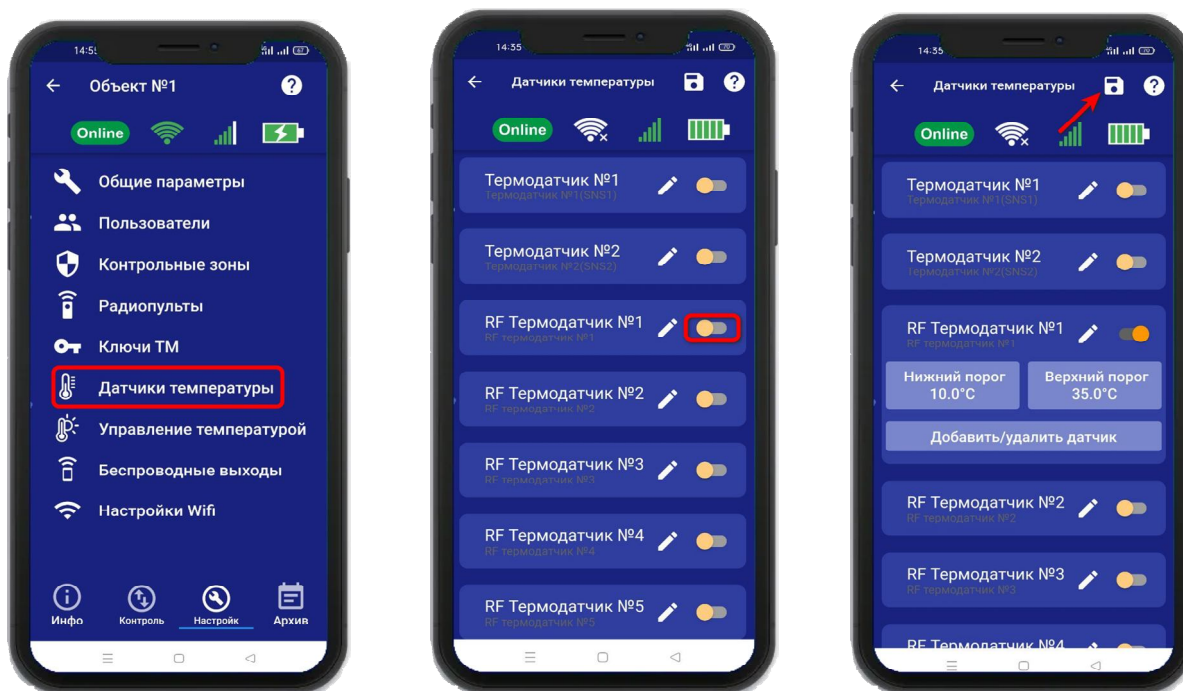 14:55
67
Объект №1
?
Online
Общие параметры
Пользователи
Контрольные зоны
Радиопульты
Ключи ТМ
Датчики температуры
Управление температурой
Беспроводные выходы
Настройки Wifi
Инфо
Контроль
Настройк
Архив
14:35
70
Датчики температуры
?
Online
Термодатчик №1
Термодатчик №1(SNS1)
Термодатчик №2
Термодатчик №2(SNS2)
RF Термодатчик №1
RF термодатчик №1
RF Термодатчик №2
RF термодатчик №2
RF Термодатчик №3
RF термодатчик №3
RF Термодатчик №4
RF термодатчик №4
RF Термодатчик №5
RF термодатчик №5
14:35
70
Датчики температуры
?
Online
Термодатчик №1
Термодатчик №1(SNS1)
Термодатчик №2
Термодатчик №2(SNS2)
RF Термодатчик №1
RF термодатчик №1
Нижний порог
10.0°C
Верхний порог
35.0°C
Добавить/удалить датчик
RF Термодатчик №2
RF термодатчик №2
RF Термодатчик №3
RF термодатчик №3
RF Термодатчик №4